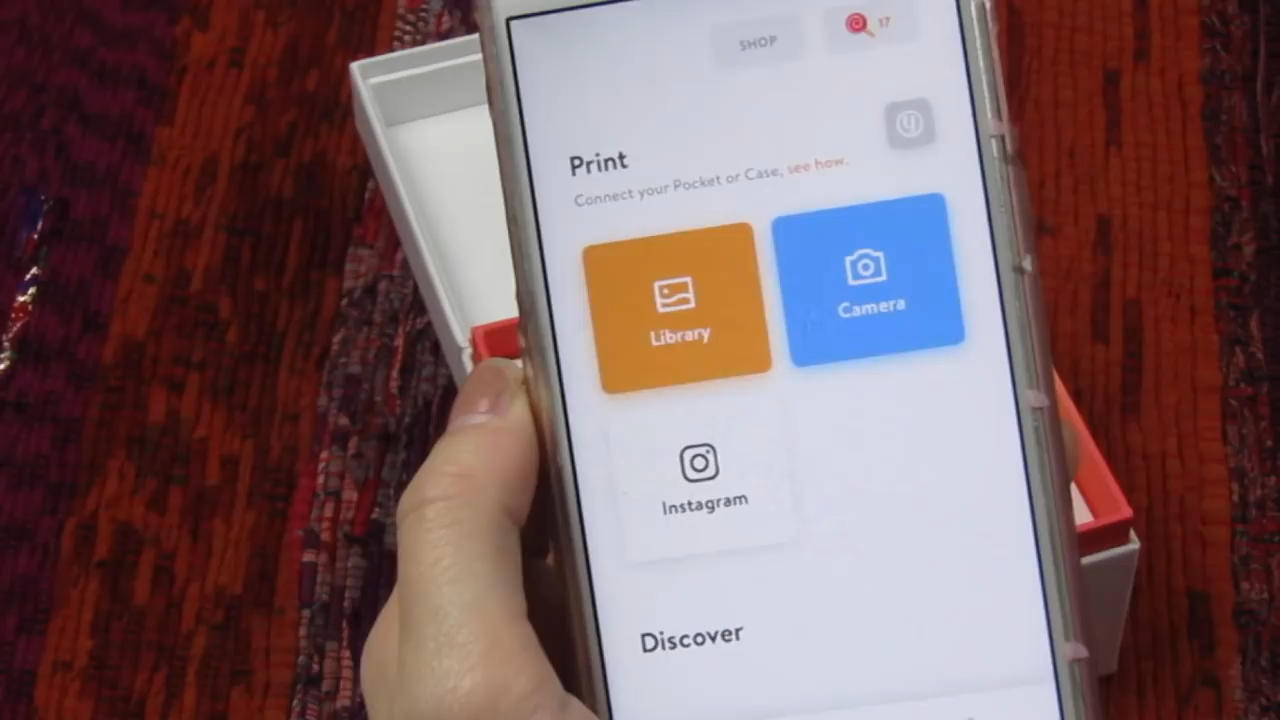 SHOP
17
Print
Connect your Pocket or Case, see how.
Library
Camera
Instagram
Discover